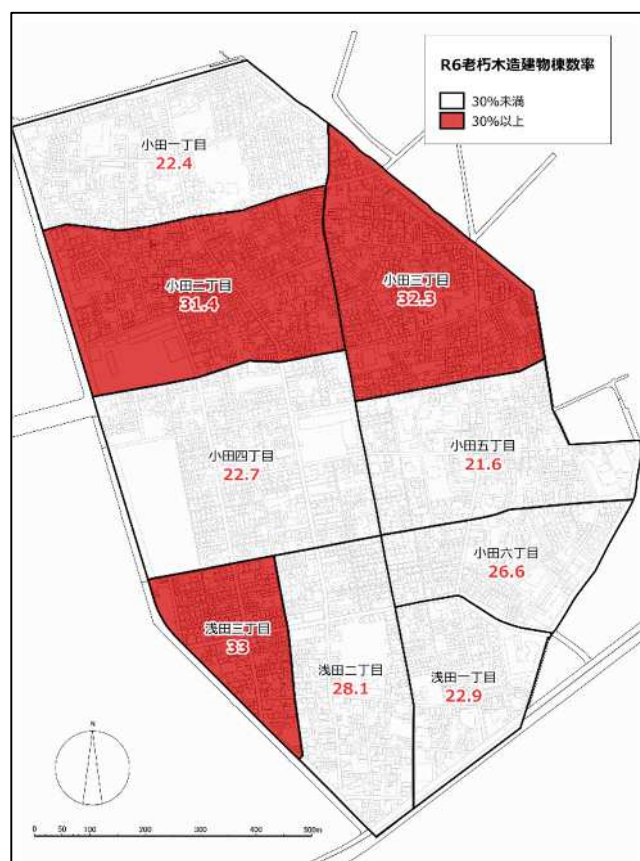 R6老朽木造建物棟数率
30%未満
30%以上
小田一丁目
22.4
小田二丁目
31.4
小田三丁目
32.3
小田四丁目
22.7
小田五丁目
21.6
小田六丁目
26.6
浅田三丁目
33
浅田二丁目
28.1
浅田一丁目
22.9
N
0 50 100 200 300 400 500m